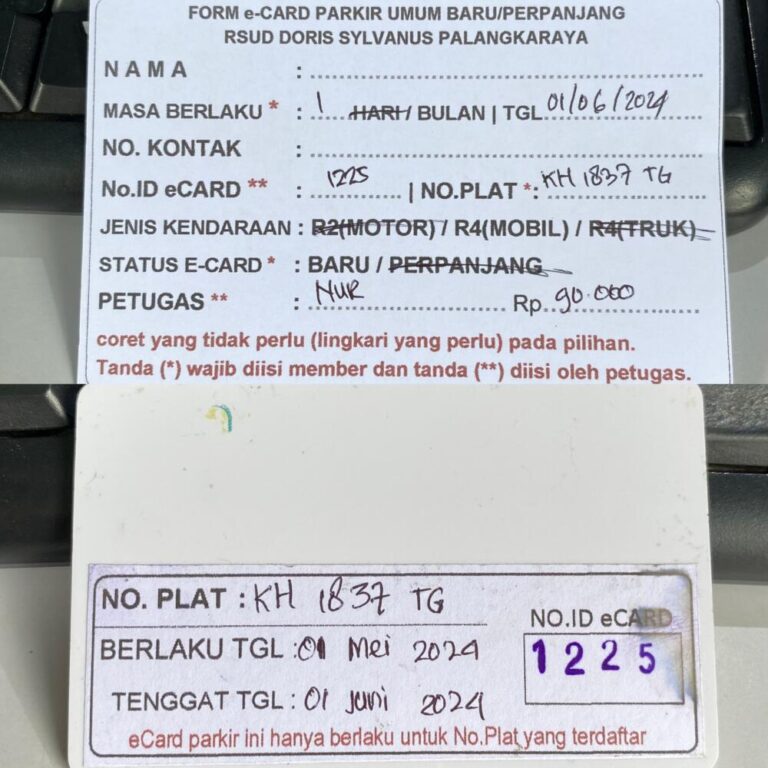 FORM e-CARD PARKIR UMUM BARU/PERPANJANG
RSUD DORIS SYLVANUS PALANGKARAYA
NAMA : ..........
MASA BERLAKU * : 1 HARI / BULAN | TGL 01/06/2024
NO. KONTAK : ..........
No.ID eCARD ** : 1225 | NO.PLAT *: KH 1837 TG
JENIS KENDARAAN : R2(MOTOR) / R4(MOBIL) / R4(TRUK)
STATUS E-CARD * : BARU / PERPANJANG
PETUGAS ** : NUR Rp. 90.000
coret yang tidak perlu (lingkari yang perlu) pada pilihan.
Tanda (*) wajib diisi member dan tanda (**) diisi oleh petugas.
NO. PLAT : KH 1837 TG
BERLAKU TGL : 01 Mei 2024
TENGGAT TGL : 01 Juni 2024
NO.ID eCARD
1225
eCard parkir ini hanya berlaku untuk No.Plat yang terdaftar